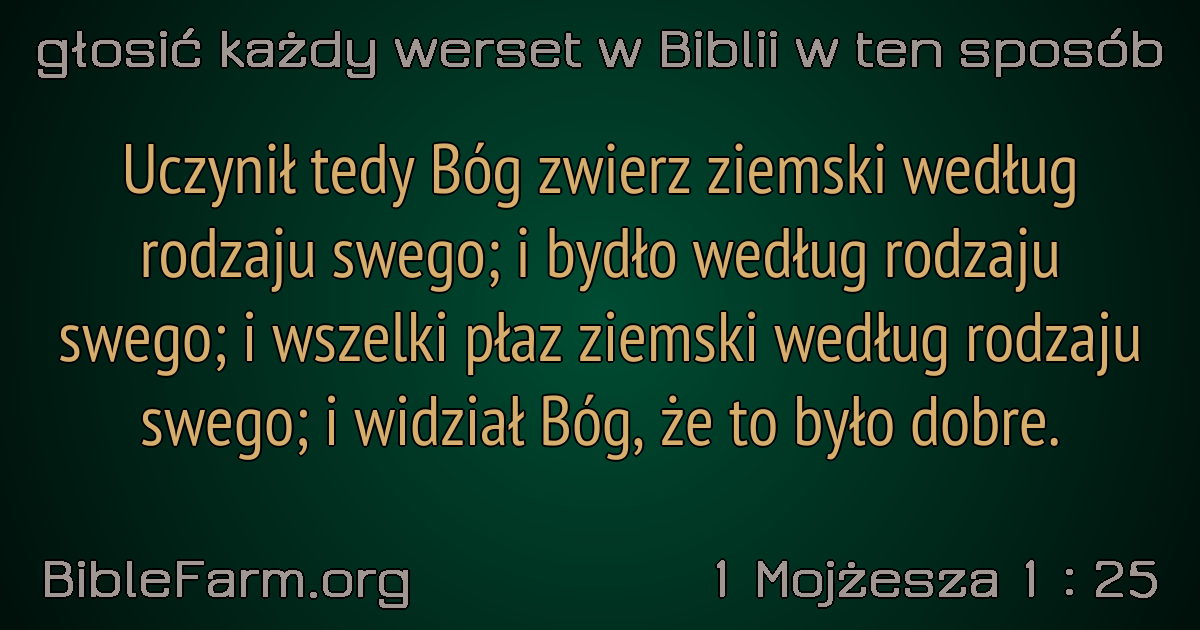 głosić każdy werset w Biblii w ten sposób
Uczynił tedy Bóg zwierz ziemski według
rodzaju swego; i bydło według rodzaju
swego; i wszelki płaz ziemski według rodzaju
swego; i widział Bóg, że to było dobre.
BibleFarm.org 1 Mojżesza 1 : 25